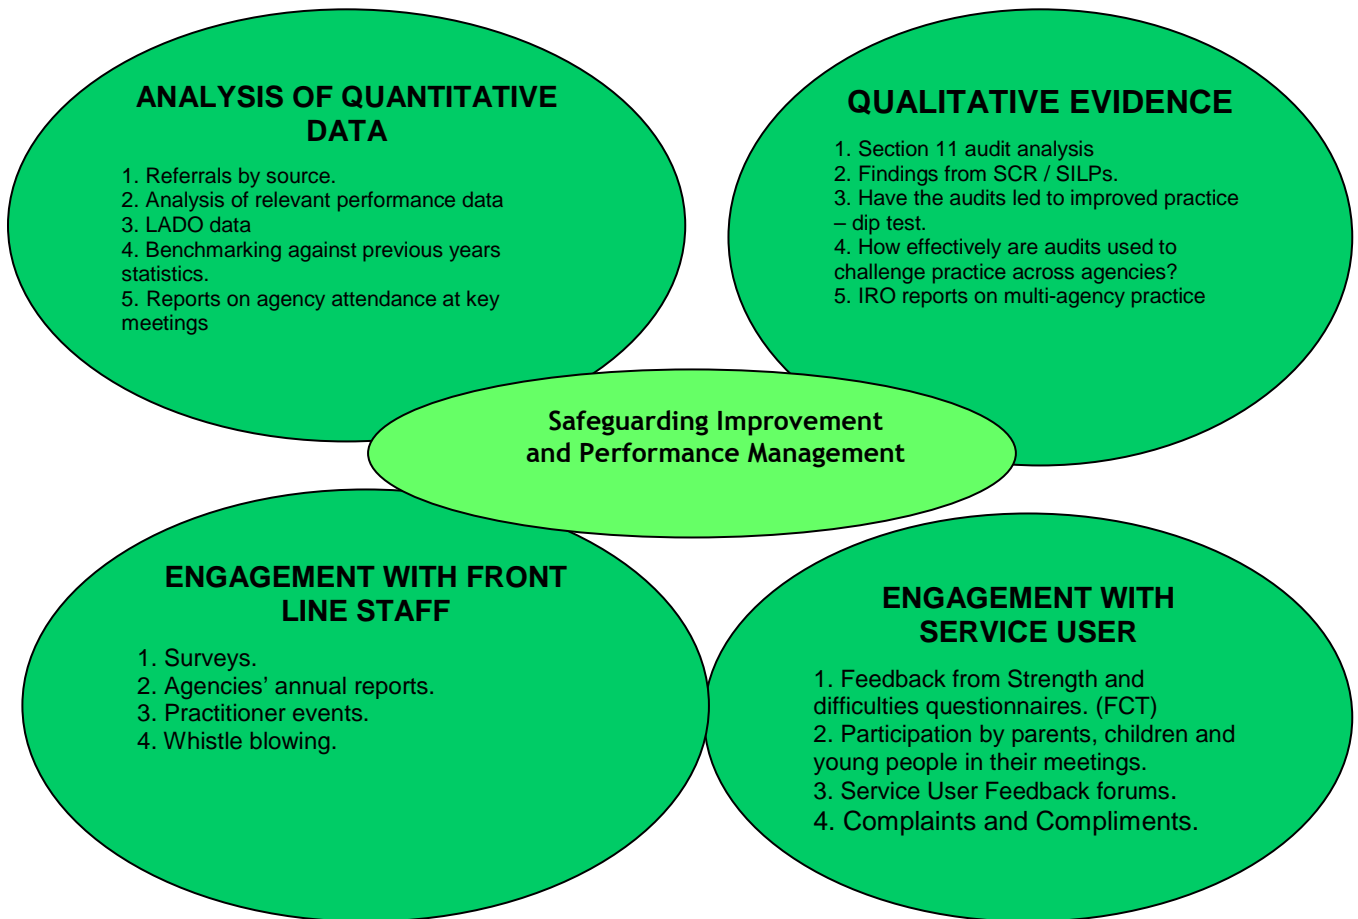 ANALYSIS OF QUANTITATIVE
DATA
1. Referrals by source.
2. Analysis of relevant performance data
3. LADO data
4. Benchmarking against previous years
statistics.
5. Reports on agency attendance at key
meetings
QUALITATIVE EVIDENCE
1. Section 11 audit analysis
2. Findings from SCR / SILPs.
3. Have the audits led to improved practice
– dip test.
4. How effectively are audits used to
challenge practice across agencies?
5. IRO reports on multi-agency practice
Safeguarding Improvement
and Performance Management
ENGAGEMENT WITH FRONT
LINE STAFF
1. Surveys.
2. Agencies’ annual reports.
3. Practitioner events.
4. Whistle blowing.
ENGAGEMENT WITH
SERVICE USER
1. Feedback from Strength and
difficulties questionnaires. (FCT)
2. Participation by parents, children and
young people in their meetings.
3. Service User Feedback forums.
4. Complaints and Compliments.